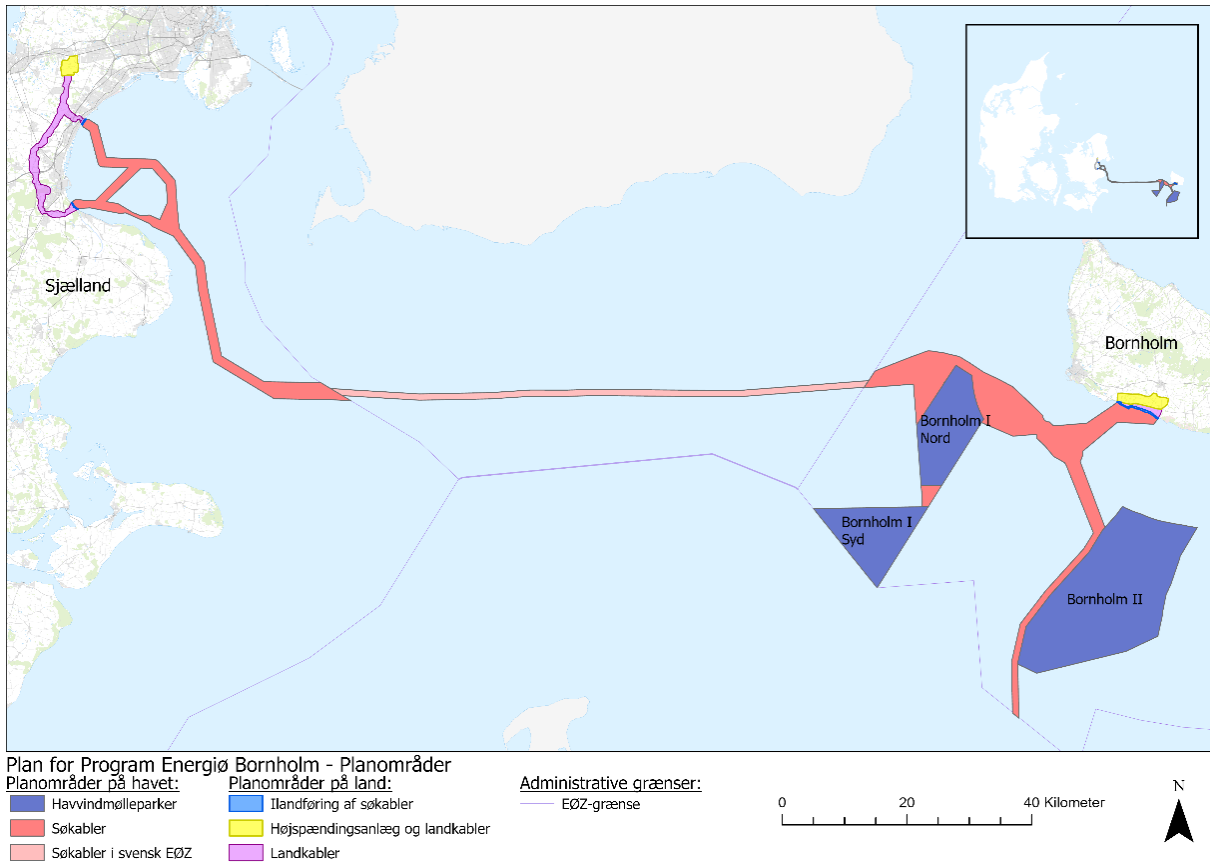 Sjælland
Bornholm
Bornholm I
Nord
Bornholm I
Syd
Bornholm II
Plan for Program Energiø Bornholm - Planområder
Planområder på havet:
Havvindmølleparker
Søkabler
Søkabler i svensk EØZ
Planområder på land:
Ilandføring af søkabler
Højspændingsanlæg og landkabler
Landkabler
Administrative grænser:
EØZ-grænse
0 20 40 Kilometer
N